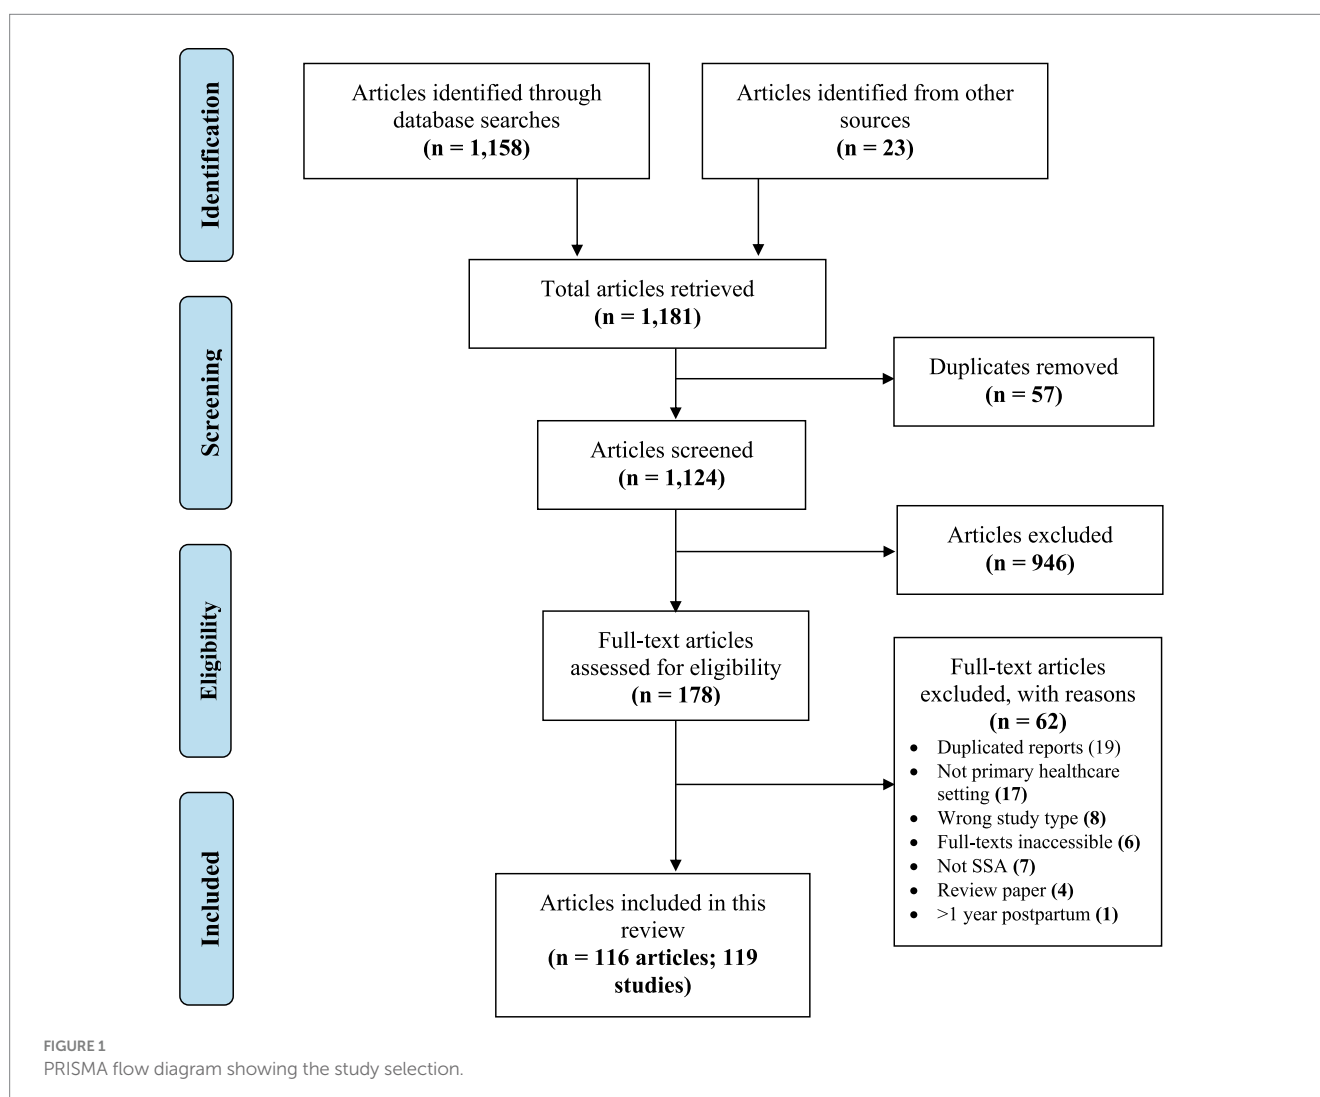 Identification
Articles identified through
database searches
(n = 1,158)
Articles identified from other
sources
(n = 23)
Total articles retrieved
(n = 1,181)
Screening
Duplicates removed
(n = 57)
Articles screened
(n = 1,124)
Articles excluded
(n = 946)
Eligibility
Full-text articles
assessed for eligibility
(n = 178)
Full-text articles
excluded, with reasons
(n = 62)
• Duplicated reports (19)
• Not primary healthcare
setting (17)
• Wrong study type (8)
• Full-texts inaccessible (6)
• Not SSA (7)
• Review paper (4)
• >1 year postpartum (1)
Included
Articles included in this
review
(n = 116 articles; 119
studies)
FIGURE 1
PRISMA flow diagram showing the study selection.